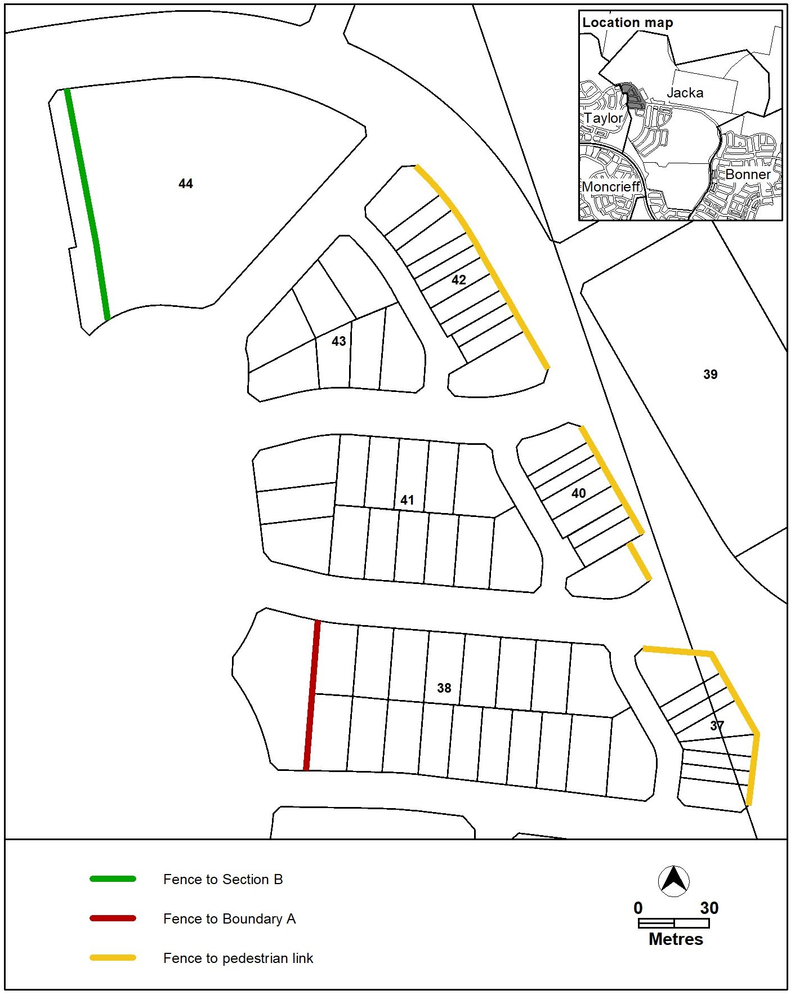 Location map
Jacka
Taylor
Bonner
Moncrieff
44
42
43
39
40
41
38
37
Fence to Section B
Fence to Boundary A
Fence to pedestrian link
0 30
Metres